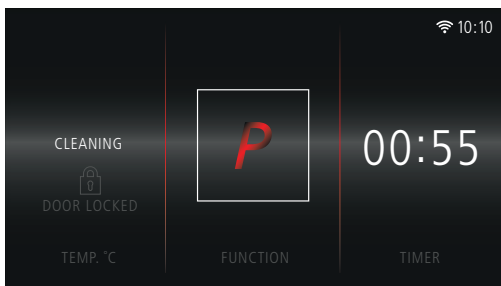 10:10
CLEANING
DOOR LOCKED
P
00:55
TEMP. °C
FUNCTION
TIMER